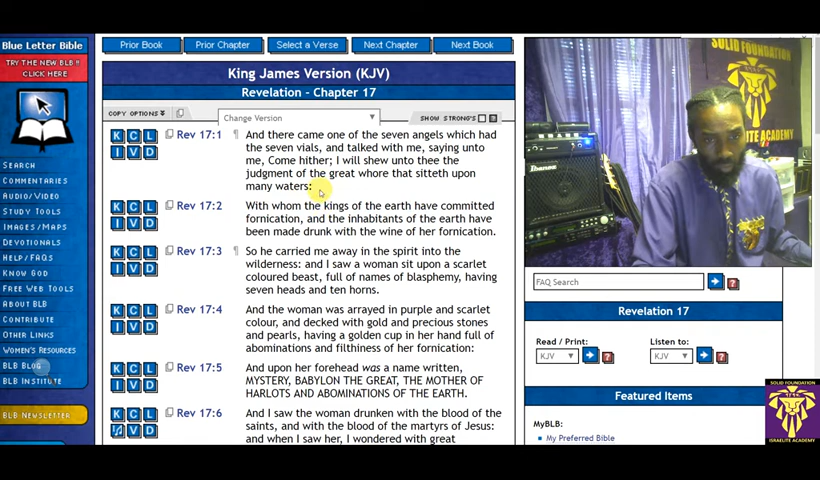 Blue Letter Bible
TRY THE NEW BLB !!
CLICK HERE
SEARCH
COMMENTARIES
AUDIO/VIDEO
STUDY TOOLS
IMAGES/MAPS
DEVOTIONALS
HELP/FAQS
KNOW GOD
FREE WEB TOOLS
ABOUT BLB
CONTRIBUTE
OTHER LINKS
WOMEN'S RESOURCES
BLB BLOG
BLB INSTITUTE
BLB NEWSLETTER
Prior Book
Prior Chapter
Select a Verse
Next Chapter
Next Book
King James Version (KJV)
Revelation - Chapter 17
COPY OPTIONS
Change Version
SHOW STRONG'S
K C L
I V D
Rev 17:1
¶ And there came one of the seven angels which had
the seven vials, and talked with me, saying unto
me, Come hither; I will shew unto thee the
judgment of the great whore that sitteth upon
many waters:
K C L
I V D
Rev 17:2
With whom the kings of the earth have committed
fornication, and the inhabitants of the earth have
been made drunk with the wine of her fornication.
K C L
I V D
Rev 17:3
¶ So he carried me away in the spirit into the
wilderness: and I saw a woman sit upon a scarlet
coloured beast, full of names of blasphemy, having
seven heads and ten horns.
K C L
I V D
Rev 17:4
And the woman was arrayed in purple and scarlet
colour, and decked with gold and precious stones
and pearls, having a golden cup in her hand full of
abominations and filthiness of her fornication:
K C L
I V D
Rev 17:5
And upon her forehead was a name written,
MYSTERY, BABYLON THE GREAT, THE MOTHER OF
HARLOTS AND ABOMINATIONS OF THE EARTH.
K C L
V D
Rev 17:6
And I saw the woman drunken with the blood of the
saints, and with the blood of the martyrs of Jesus:
and when I saw her, I wondered with great
SOLID FOUNDATION
FAQ Search
?
Revelation 17
Read / Print:
Listen to:
KJV
?
KJV
?
Featured Items
MyBLB:
My Preferred Bible
SOLID FOUNDATION
ISRAELITE ACADEMY